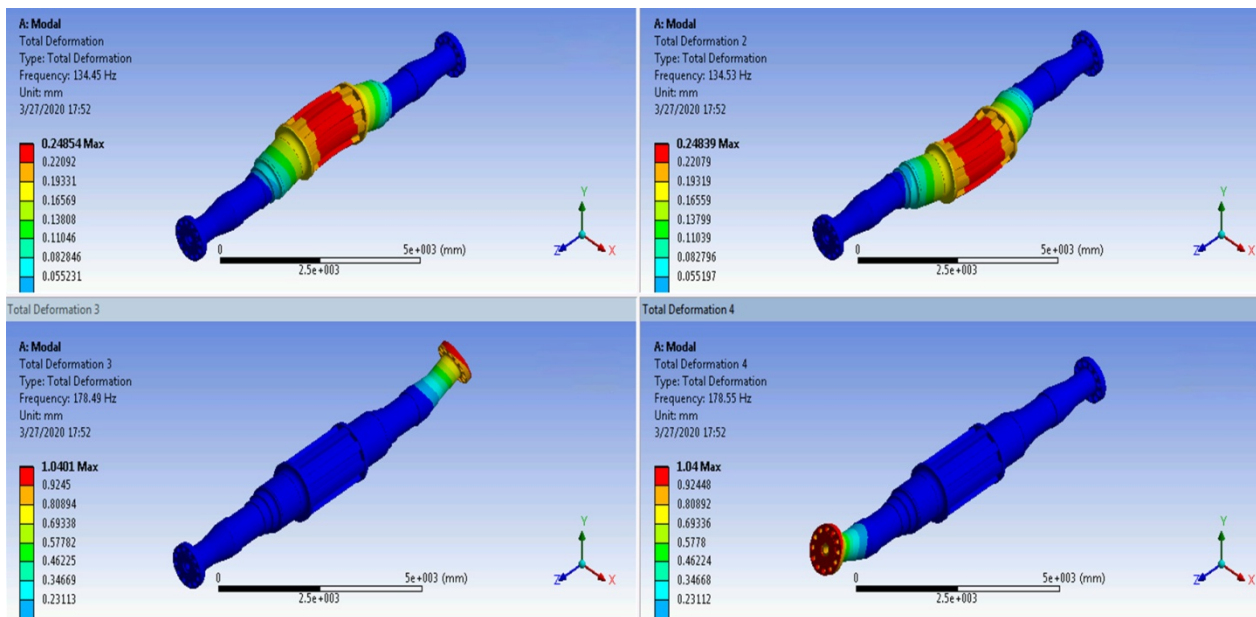 A: Modal
Total Deformation
Type: Total Deformation
Frequency: 134.45 Hz
Unit: mm
3/27/2020 17:52
0.24854 Max
0.22092
0.19331
0.16569
0.13808
0.11046
0.082846
0.055231
0
5e+003 (mm)
2.5e+003
Y
Z
X
A: Modal
Total Deformation 2
Type: Total Deformation
Frequency: 134.53 Hz
Unit: mm
3/27/2020 17:52
0.24839 Max
0.22079
0.19319
0.16559
0.13799
0.11039
0.082796
0.055197
0
5e+003 (mm)
2.5e+003
Y
Z
X
Total Deformation 3
A: Modal
Total Deformation 3
Type: Total Deformation
Frequency: 178.49 Hz
Unit: mm
3/27/2020 17:52
1.0401 Max
0.9245
0.80894
0.69338
0.57782
0.46225
0.34669
0.23113
0
5e+003 (mm)
2.5e+003
Y
Z
X
Total Deformation 4
A: Modal
Total Deformation 4
Type: Total Deformation
Frequency: 178.55 Hz
Unit: mm
3/27/2020 17:52
1.04 Max
0.92448
0.80892
0.69336
0.5778
0.46224
0.34668
0.23112
0
5e+003 (mm)
2.5e+003
Y
Z
X